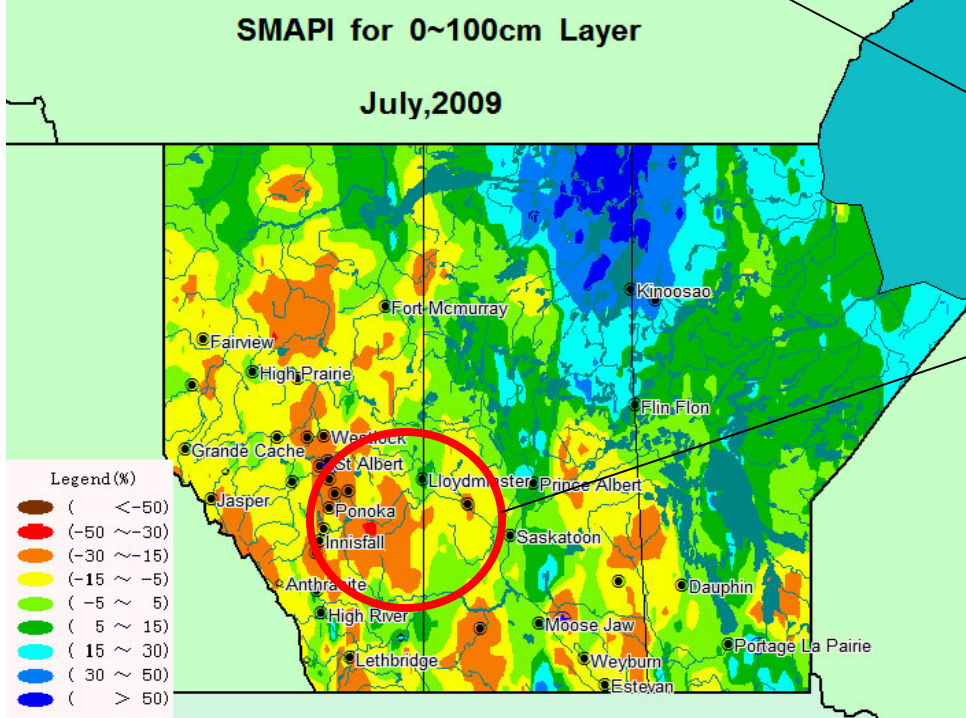 SMAPI for 0~100cm Layer
July,2009
Kinoosao
Fort Mcmurray
Fairview
High Prairie
Flin Flon
Westlock
Grande Cache
St Albert
Lloydminster
Prince Albert
Jasper
Ponoka
Innisfall
Saskatoon
Anthracite
Dauphin
High River
Moose Jaw
Portage La Pairie
Lethbridge
Weyburn
Estevan
Legend(%)
( <-50)
(-50 ~-30)
(-30 ~-15)
(-15 ~ -5)
( -5 ~ 5)
( 5 ~ 15)
( 15 ~ 30)
( 30 ~ 50)
( > 50)